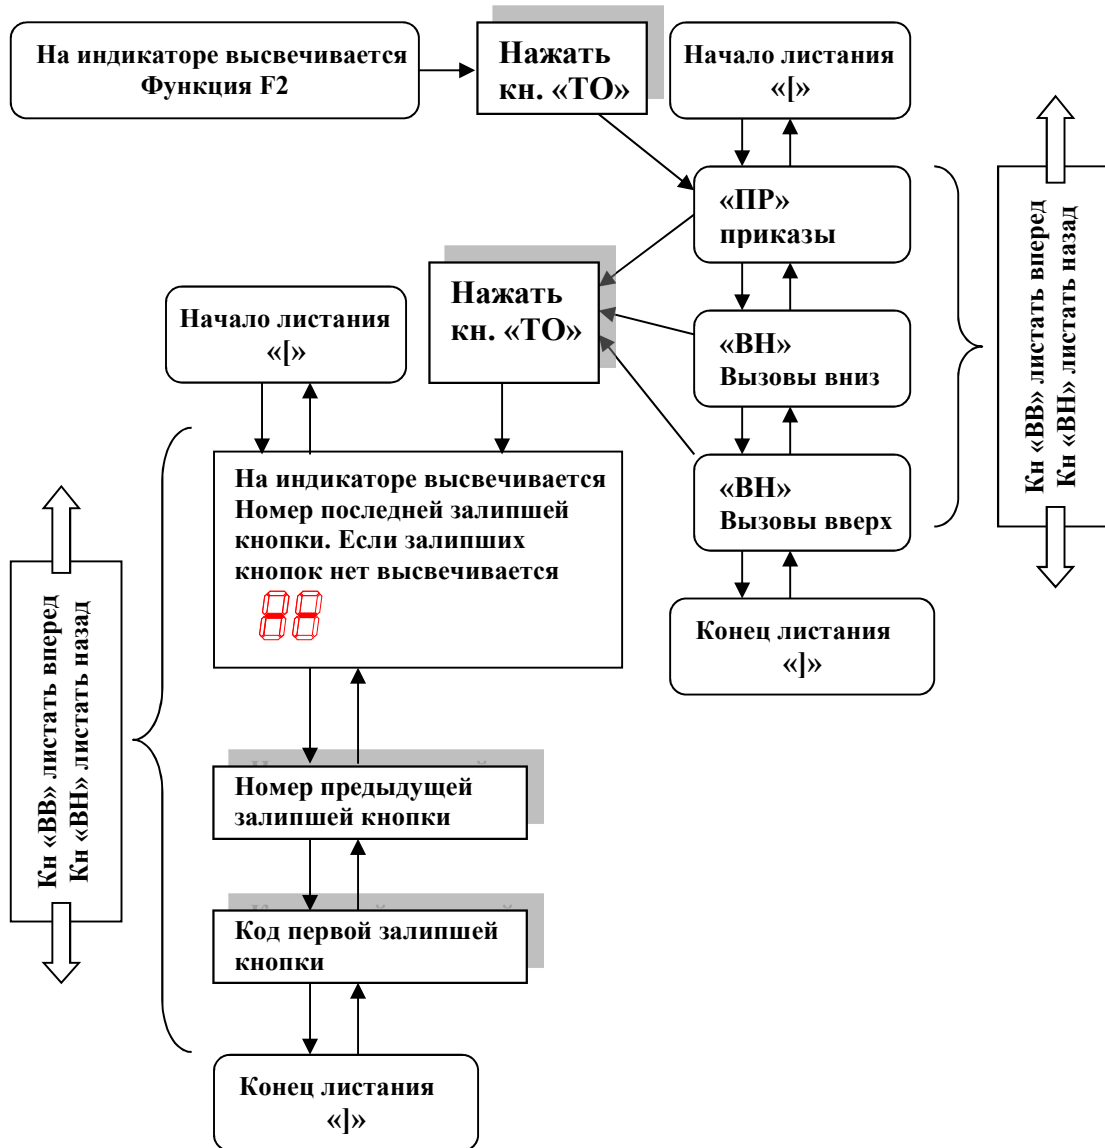 На индикаторе высвечивается
Функция F2
Нажать
кн. «ТО»
Начало листания
«[»
«ПР»
приказы
«ВН»
Вызовы вниз
«ВН»
Вызовы вверх
Конец листания
«]»
Кн «ВВ» листать вперед
Кн «ВН» листать назад
Нажать
кн. «ТО»
Начало листания
«[»
На индикаторе высвечивается
Номер последней залипшей
кнопки. Если залипших
кнопок нет высвечивается
Номер предыдущей
залипшей кнопки
Код первой залипшей
кнопки
Конец листания
«]»
Кн «ВВ» листать вперед
Кн «ВН» листать назад